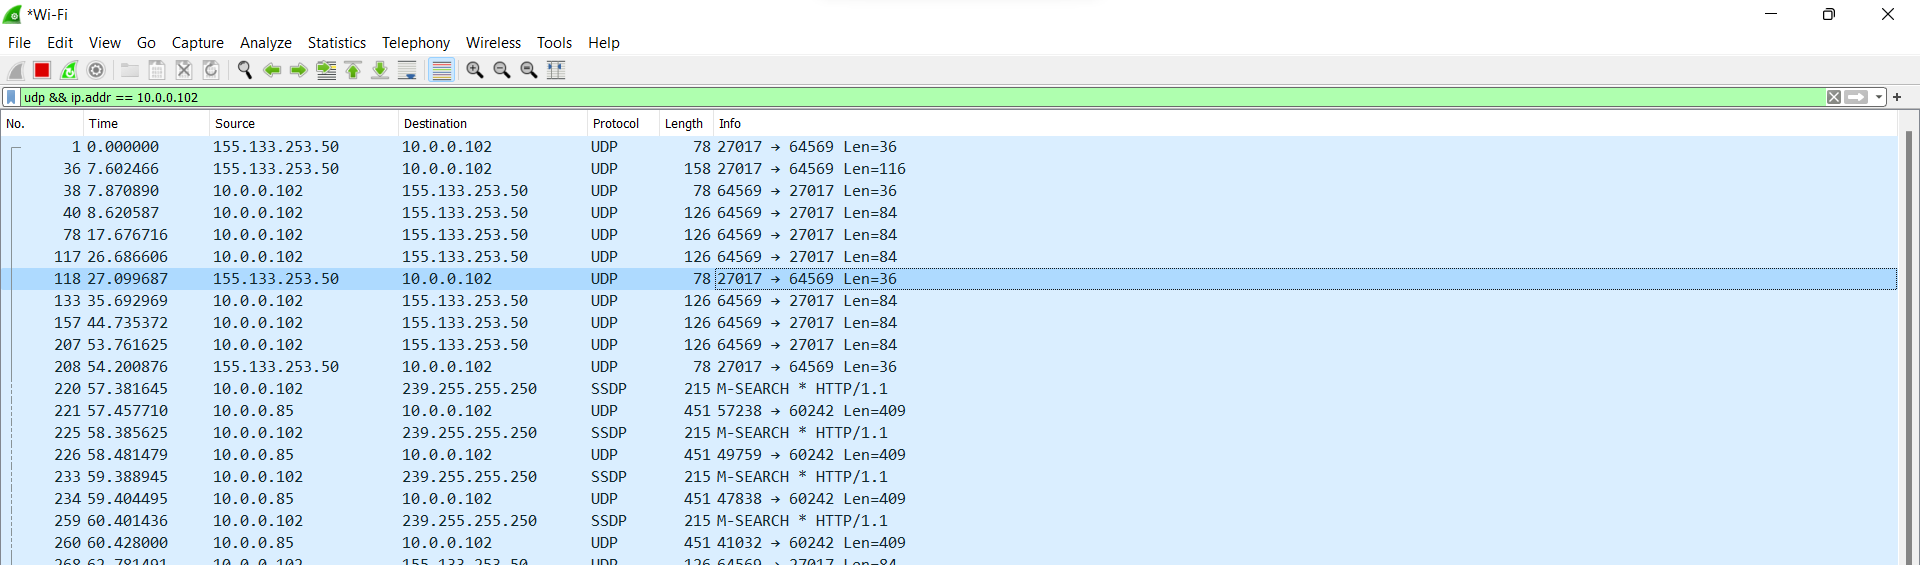 *Wi-Fi
File Edit View Go Capture Analyze Statistics Telephony Wireless Tools Help
udp && ip.addr == 10.0.0.102
No. Time Source Destination Protocol Length Info
1 0.000000 155.133.253.50 10.0.0.102 UDP 78 27017 → 64569 Len=36
36 7.602466 155.133.253.50 10.0.0.102 UDP 158 27017 → 64569 Len=116
38 7.870890 10.0.0.102 155.133.253.50 UDP 78 64569 → 27017 Len=36
40 8.620587 10.0.0.102 155.133.253.50 UDP 126 64569 → 27017 Len=84
78 17.676716 10.0.0.102 155.133.253.50 UDP 126 64569 → 27017 Len=84
117 26.686606 10.0.0.102 155.133.253.50 UDP 126 64569 → 27017 Len=84
118 27.099687 155.133.253.50 10.0.0.102 UDP 78 27017 → 64569 Len=36
133 35.692969 10.0.0.102 155.133.253.50 UDP 126 64569 → 27017 Len=84
157 44.735372 10.0.0.102 155.133.253.50 UDP 126 64569 → 27017 Len=84
207 53.761625 10.0.0.102 155.133.253.50 UDP 126 64569 → 27017 Len=84
208 54.200876 155.133.253.50 10.0.0.102 UDP 78 27017 → 64569 Len=36
220 57.381645 10.0.0.102 239.255.255.250 SSDP 215 M-SEARCH * HTTP/1.1
221 57.457710 10.0.0.85 10.0.0.102 UDP 451 57238 → 60242 Len=409
225 58.385625 10.0.0.102 239.255.255.250 SSDP 215 M-SEARCH * HTTP/1.1
226 58.481479 10.0.0.85 10.0.0.102 UDP 451 49759 → 60242 Len=409
233 59.388945 10.0.0.102 239.255.255.250 SSDP 215 M-SEARCH * HTTP/1.1
234 59.404495 10.0.0.85 10.0.0.102 UDP 451 47838 → 60242 Len=409
259 60.401436 10.0.0.102 239.255.255.250 SSDP 215 M-SEARCH * HTTP/1.1
260 60.428000 10.0.0.85 10.0.0.102 UDP 451 41032 → 60242 Len=409
268 62.781491 10.0.0.102 155.133.253.50 UDP 126 64569 → 27017 Len=84